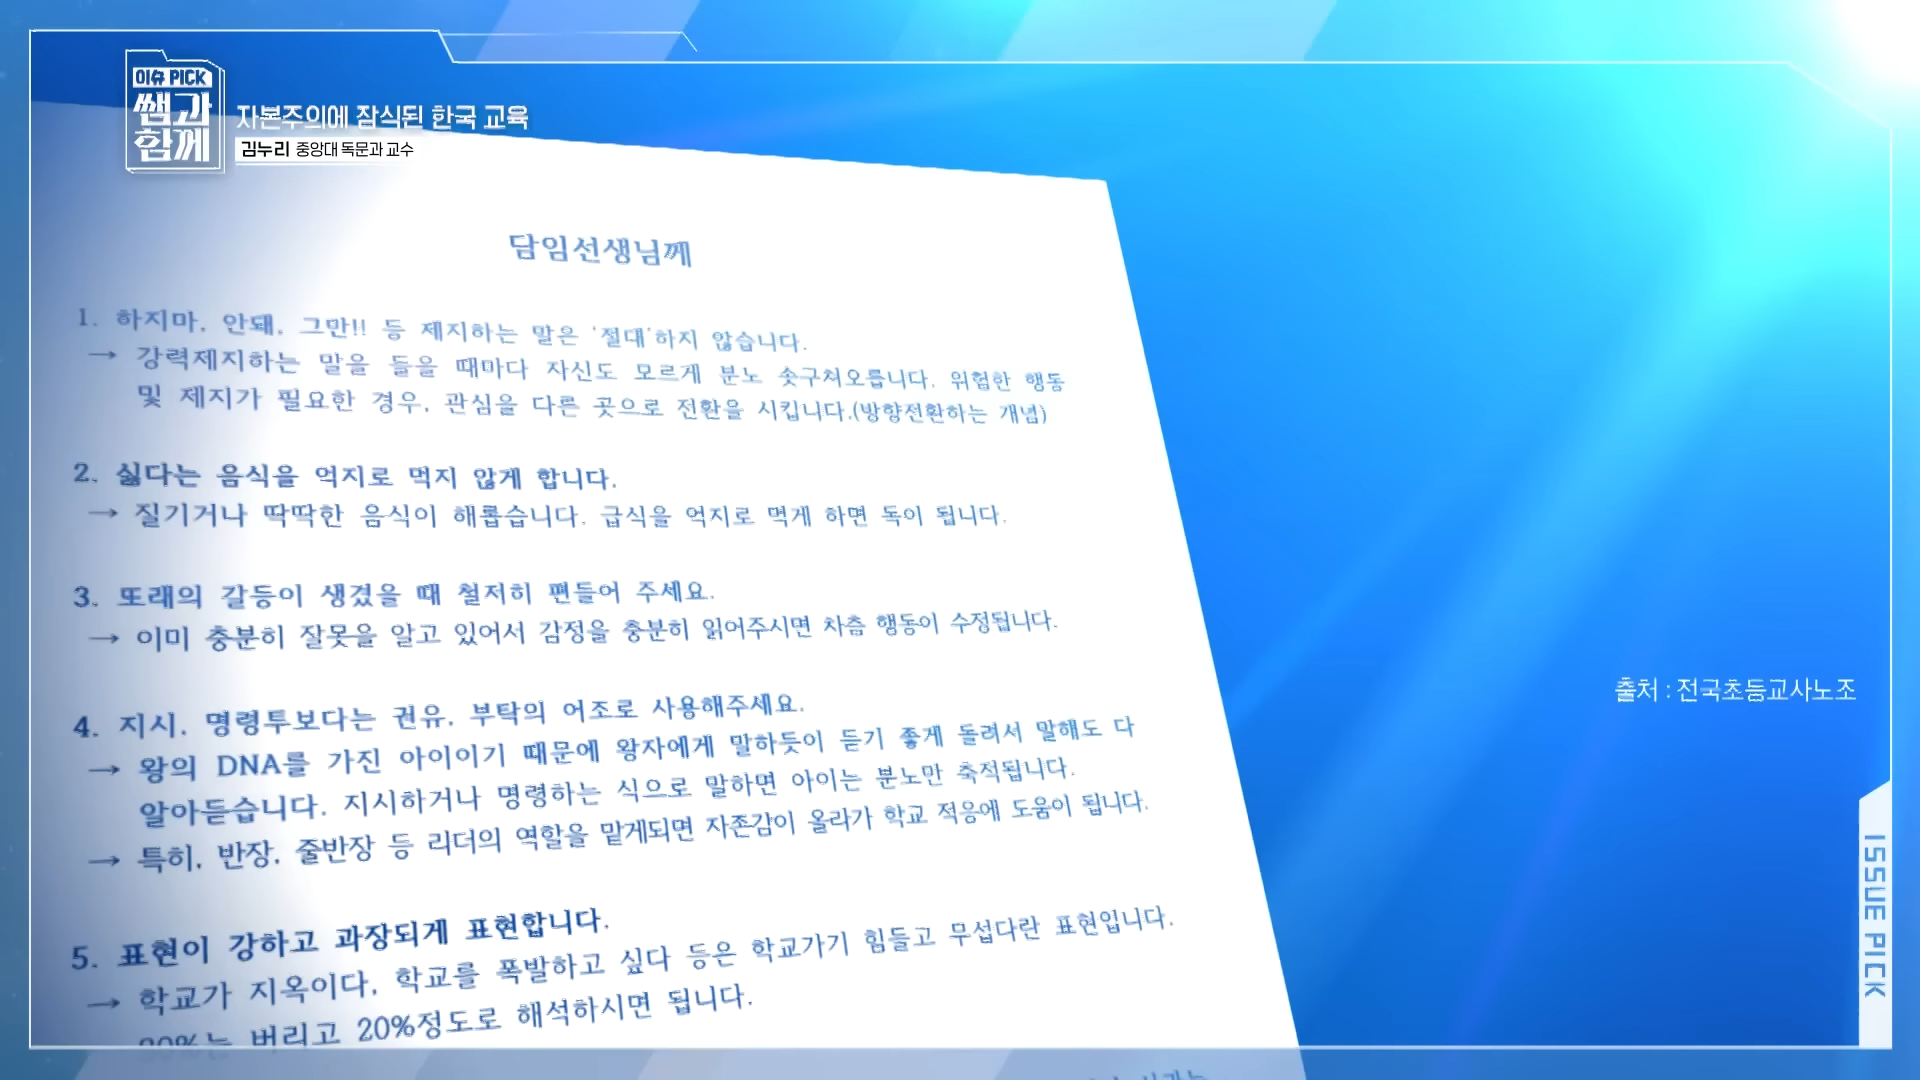 이슈 PICK
쌤과
함께
자본주의에 잠식된 한국 교육
김누리 중앙대 독문과 교수
담임선생님께
1. 하지마, 안돼, 그만!! 등 제지하는 말은 '절대'하지 않습니다.
→ 강력제지하는 말을 들을 때마다 자신도 모르게 분노 솟구쳐오릅니다. 위험한 행동
및 제지가 필요한 경우, 관심을 다른 곳으로 전환을 시킵니다.(방향전환하는 개념)
2. 싫다는 음식을 억지로 먹지 않게 합니다.
→ 질기거나 딱딱한 음식이 해롭습니다. 급식을 억지로 먹게 하면 독이 됩니다.
3. 또래의 갈등이 생겼을 때 철저히 편들어 주세요.
→ 이미 충분히 잘못을 알고 있어서 감정을 충분히 읽어주시면 차츰 행동이 수정됩니다.
4. 지시, 명령투보다는 권유, 부탁의 어조로 사용해주세요.
→ 왕의 DNA를 가진 아이이기 때문에 왕자에게 말하듯이 듣기 좋게 돌려서 말해도 다
알아듣습니다. 지시하거나 명령하는 식으로 말하면 아이는 분노만 축적됩니다.
→ 특히, 반장, 줄반장 등 리더의 역할을 맡게되면 자존감이 올라가 학교 적응에 도움이 됩니다.
5. 표현이 강하고 과장되게 표현합니다.
→ 학교가 지옥이다, 학교를 폭발하고 싶다 등은 학교가기 힘들고 무섭다란 표현입니다.
버리고 20%정도로 해석하시면 됩니다.
출처 : 전국초등교사노조
ISSUE PICK